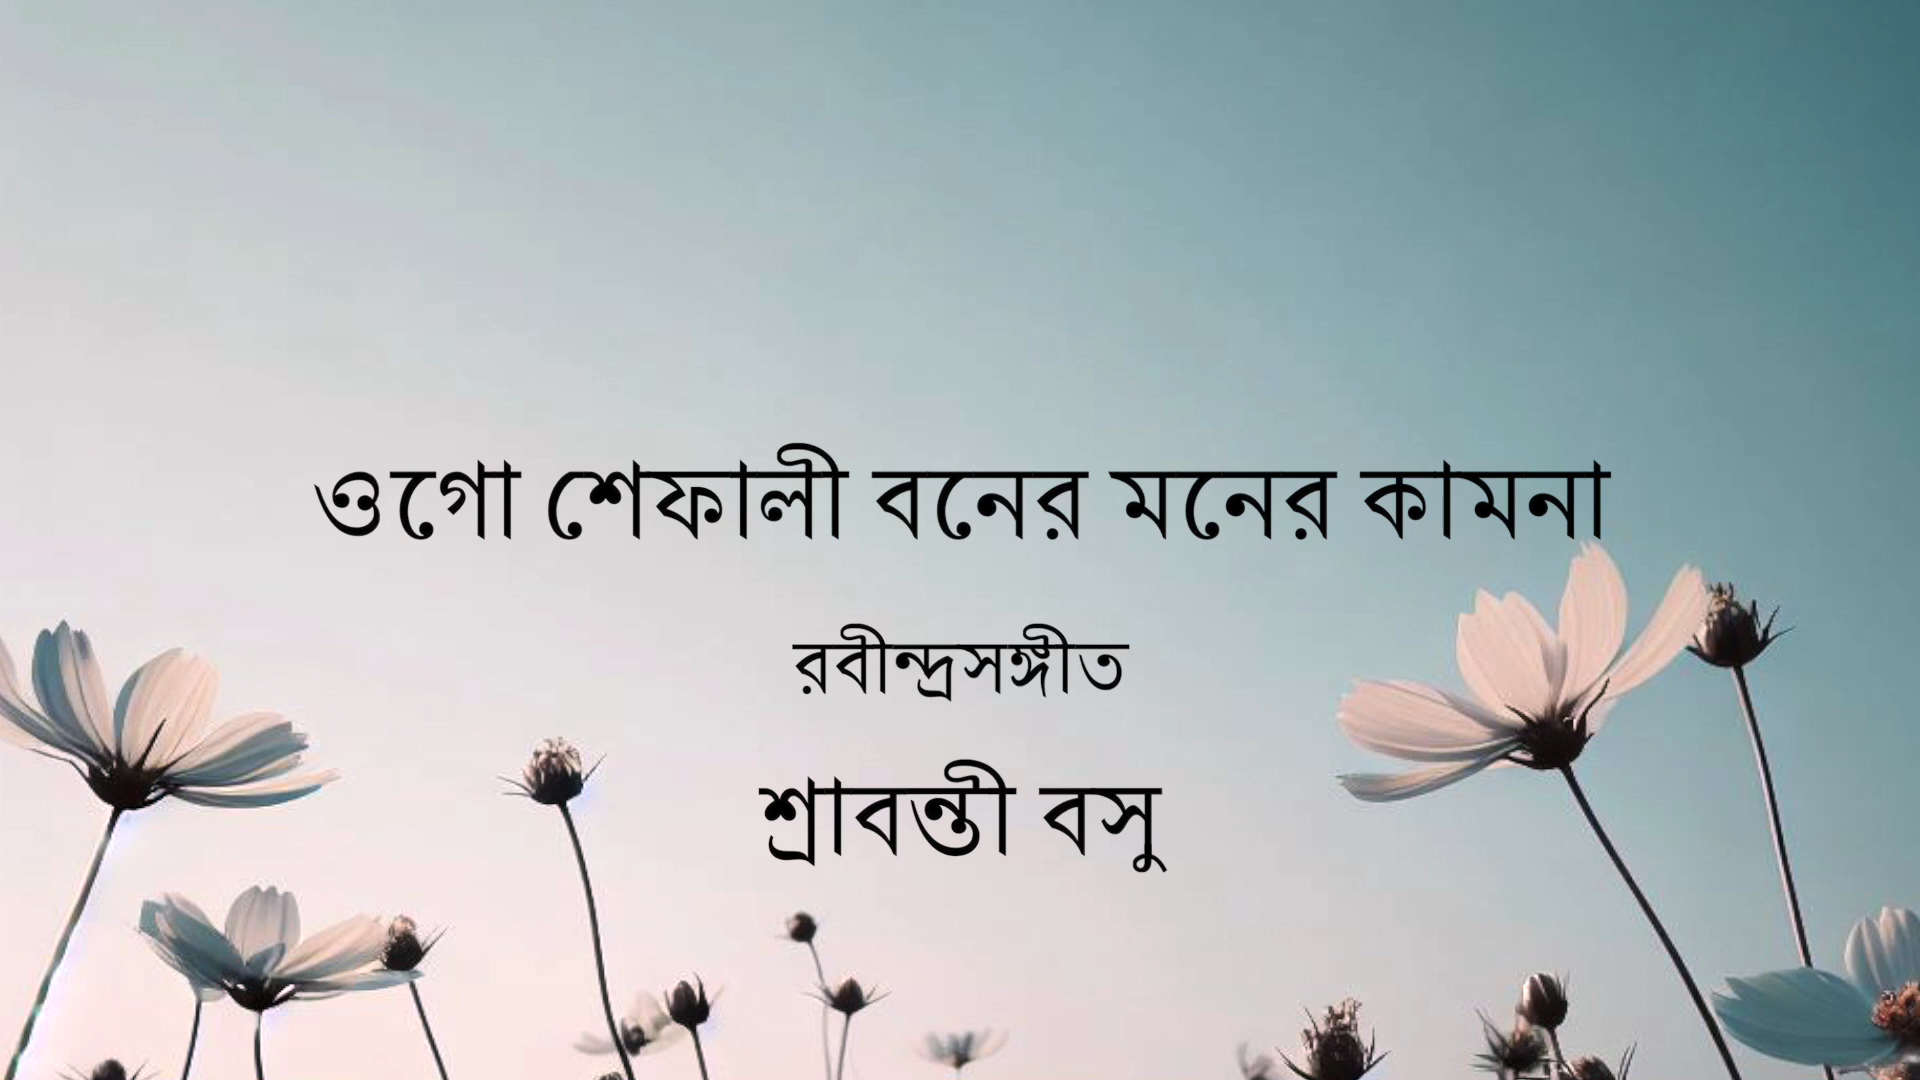 ওগো শেফালী বনের মনের কামনা
রবীন্দ্রসঙ্গীত
শ্রাবন্তী বসু